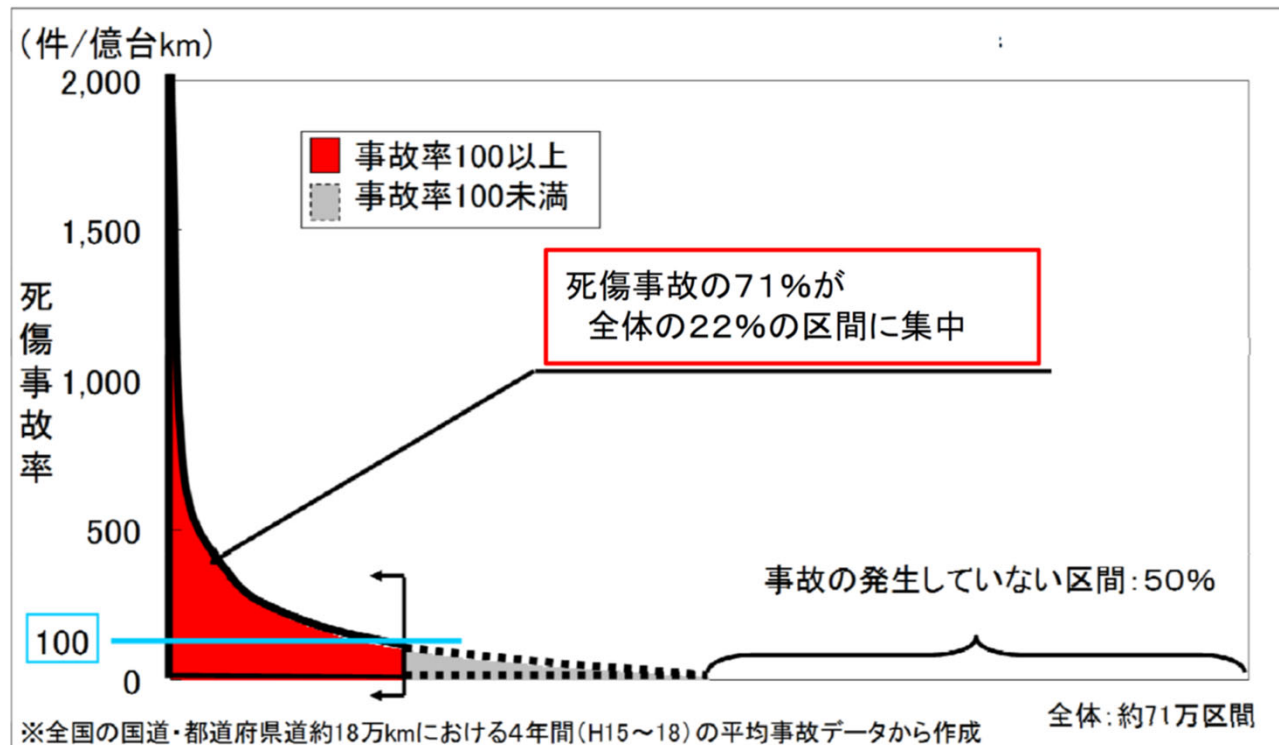 (件/億台km)
2,000
1,500
1,000
500
100
0
死傷事故率
事故率100以上
事故率100未満
死傷事故の71%が
全体の22%の区間に集中
事故の発生していない区間:50%
全体:約71万区間
※全国の国道・都道府県道約18万kmにおける4年間(H15～18)の平均事故データから作成